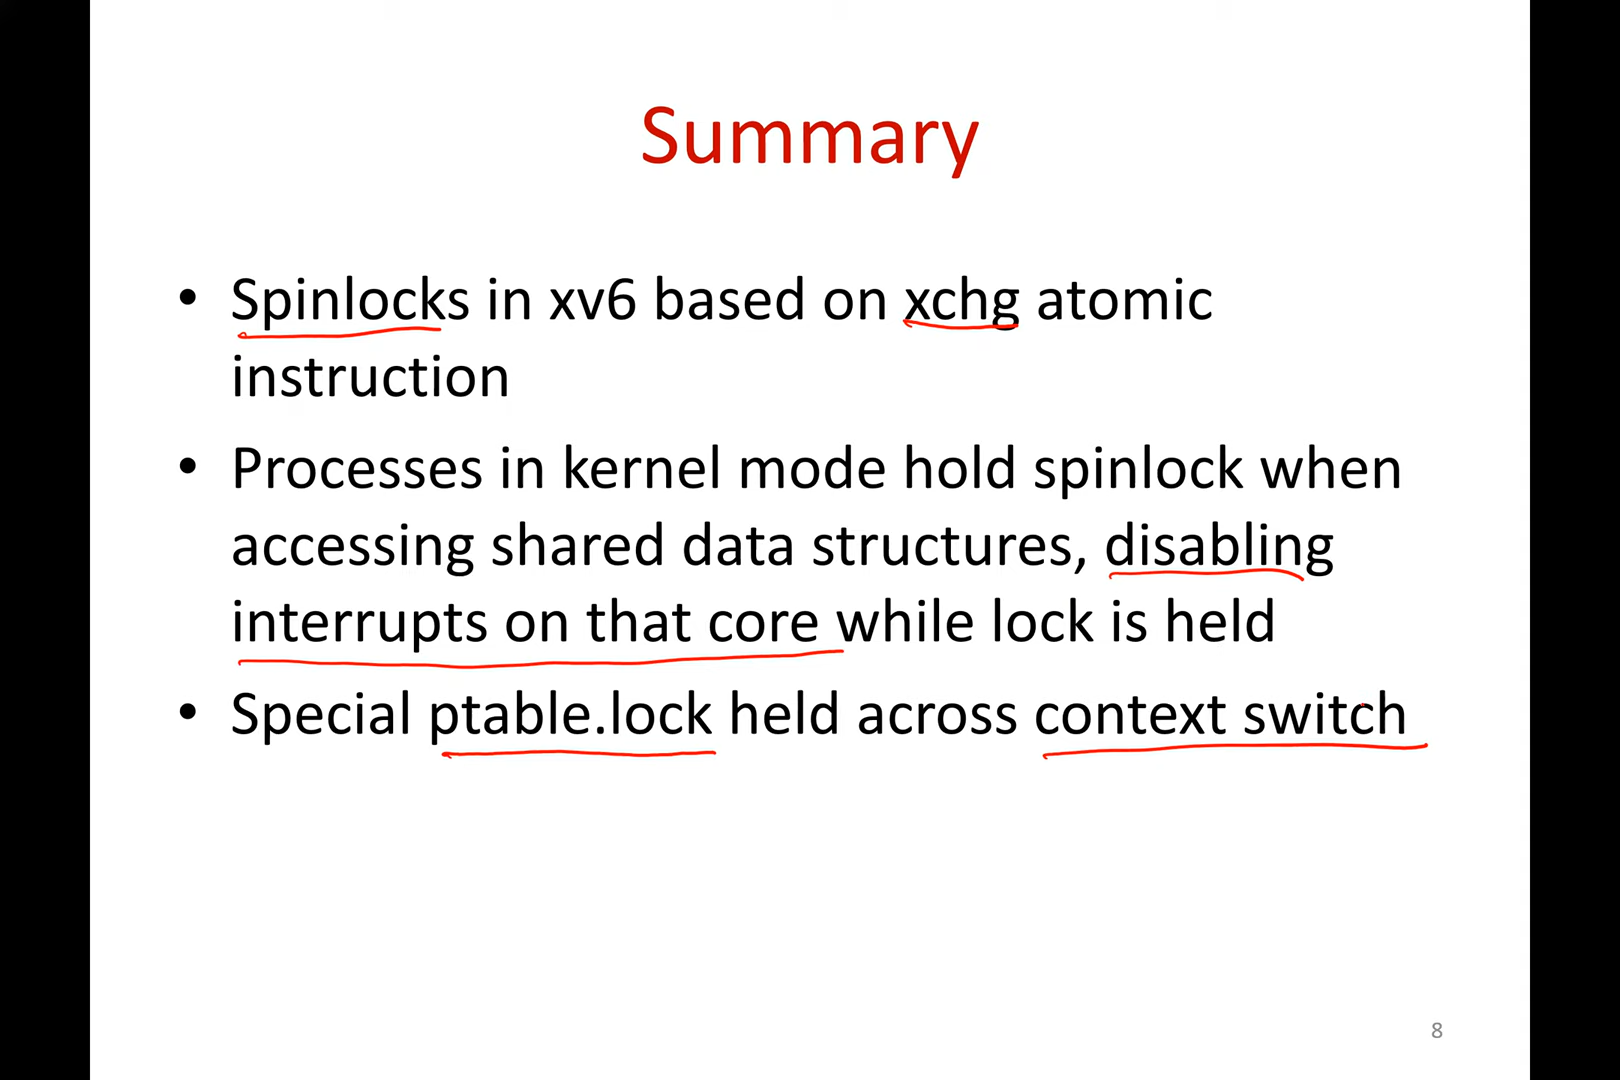 Summary
• Spinlocks in xv6 based on xchg atomic
instruction
• Processes in kernel mode hold spinlock when
accessing shared data structures, disabling
interrupts on that core while lock is held
• Special ptable.lock held across context switch
8